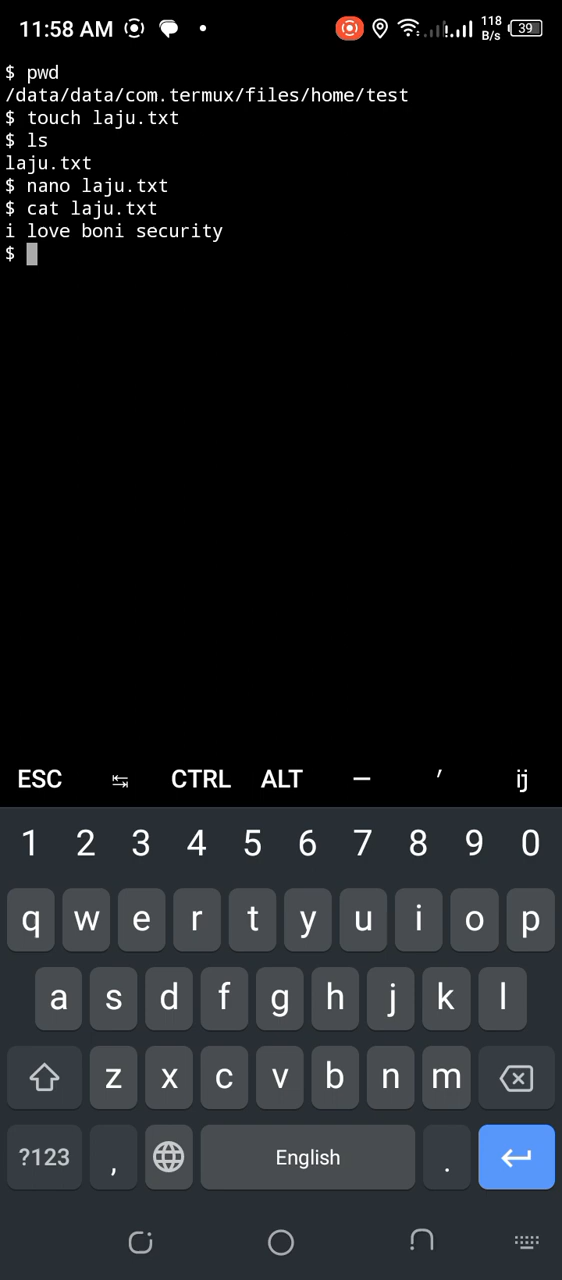 11:58 AM
118
B/s
39
$ pwd
/data/data/com.termux/files/home/test
$ touch laju.txt
$ ls
laju.txt
$ nano laju.txt
$ cat laju.txt
i love boni security
$
ESC CTRL ALT — ′ ij
1 2 3 4 5 6 7 8 9 0
q w e r t y u i o p
a s d f g h j k l
z x c v b n m
?123 , English .